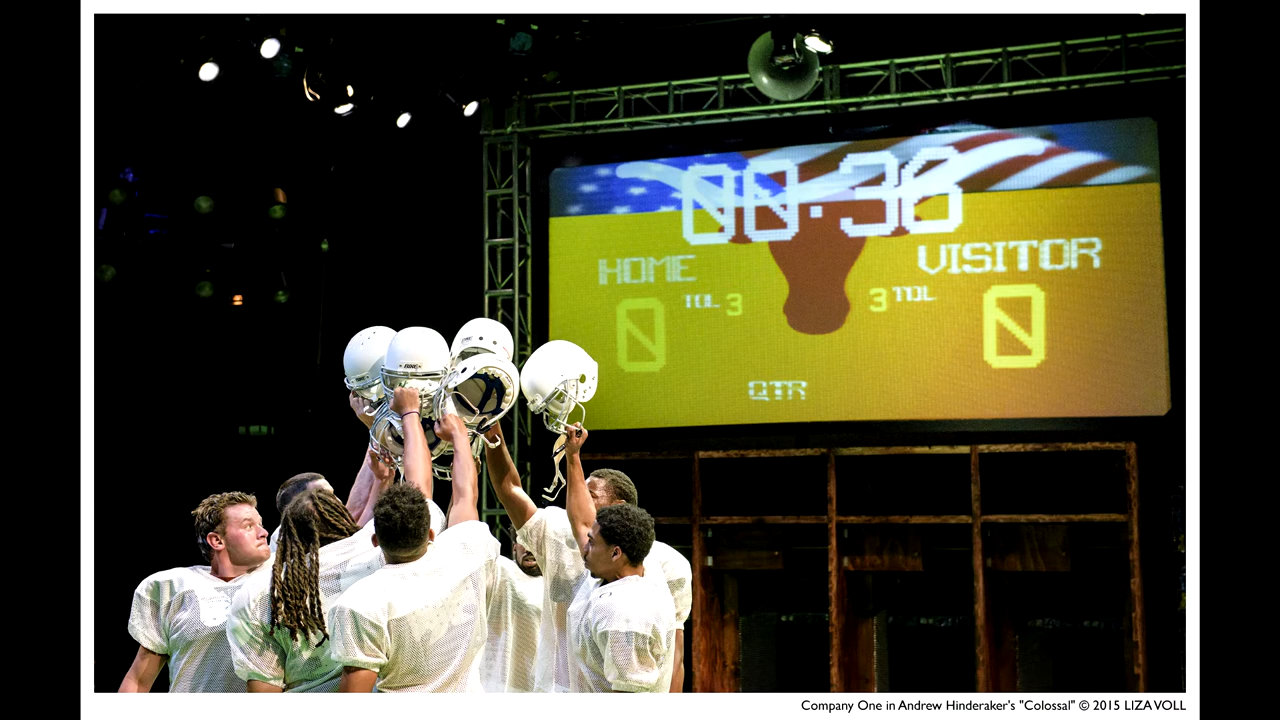 00:36
HOME
VISITOR
0
TOL 3
3 TOL
0
QTR
Company One in Andrew Hinderaker's "Colossal" © 2015 LIZA VOLL